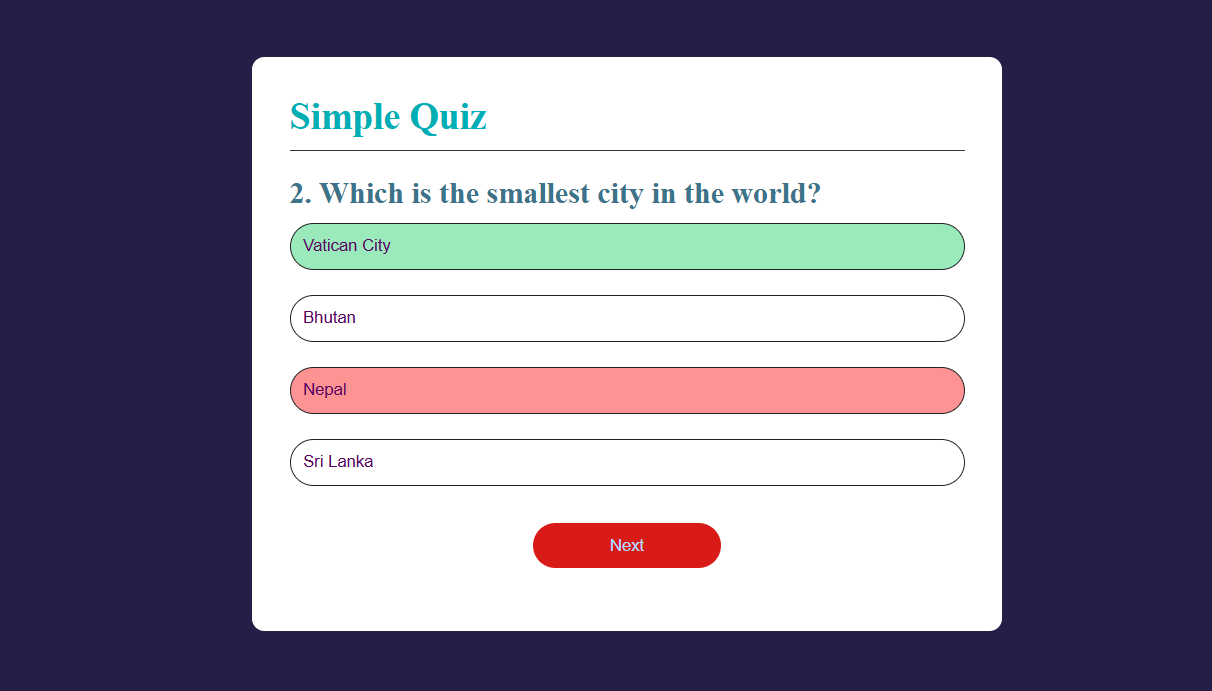 Simple Quiz
2. Which is the smallest city in the world?
Vatican City
Bhutan
Nepal
Sri Lanka
Next